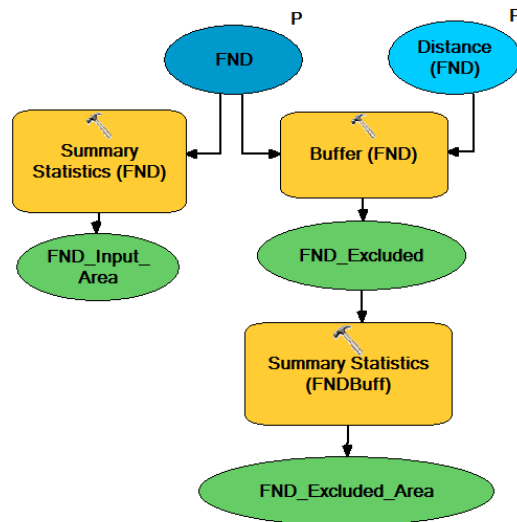 P
P
FND
Distance
(FND)
Summary
Statistics (FND)
Buffer (FND)
FND_Input_
Area
FND_Excluded
Summary Statistics
(FNDBuff)
FND_Excluded_Area